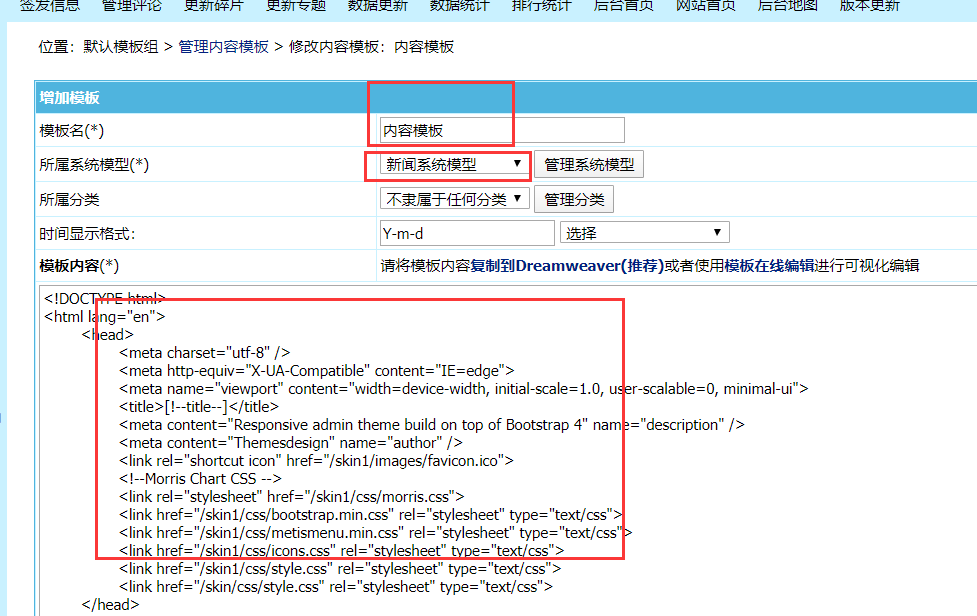 签发信息 管理评论 更新碎片 更新专题 数据更新 数据统计 排行统计 后台首页 网站首页 后台地图 版本更新
位置：默认模板组 > 管理内容模板 > 修改内容模板：内容模板
增加模板
模板名(*) 内容模板
所属系统模型(*) 新闻系统模型 管理系统模型
所属分类 不隶属于任何分类 管理分类
时间显示格式： Y-m-d 选择
模板内容(*) 请将模板内容复制到Dreamweaver(推荐)或者使用模板在线编辑进行可视化编辑
<!DOCTYPE html>
<html lang="en">
<head>
<meta charset="utf-8" />
<meta http-equiv="X-UA-Compatible" content="IE=edge">
<meta name="viewport" content="width=device-width, initial-scale=1.0, user-scalable=0, minimal-ui">
<title>[!--title--]</title>
<meta content="Responsive admin theme build on top of Bootstrap 4" name="description" />
<meta content="Themesdesign" name="author" />
<link rel="shortcut icon" href="/skin1/images/favicon.ico">
<!--Morris Chart CSS -->
<link rel="stylesheet" href="/skin1/css/morris.css">
<link href="/skin1/css/bootstrap.min.css" rel="stylesheet" type="text/css">
<link href="/skin1/css/metismenu.min.css" rel="stylesheet" type="text/css">
<link href="/skin1/css/icons.css" rel="stylesheet" type="text/css">
<link href="/skin1/css/style.css" rel="stylesheet" type="text/css">
<link href="/skin/css/style.css" rel="stylesheet" type="text/css">
</head>